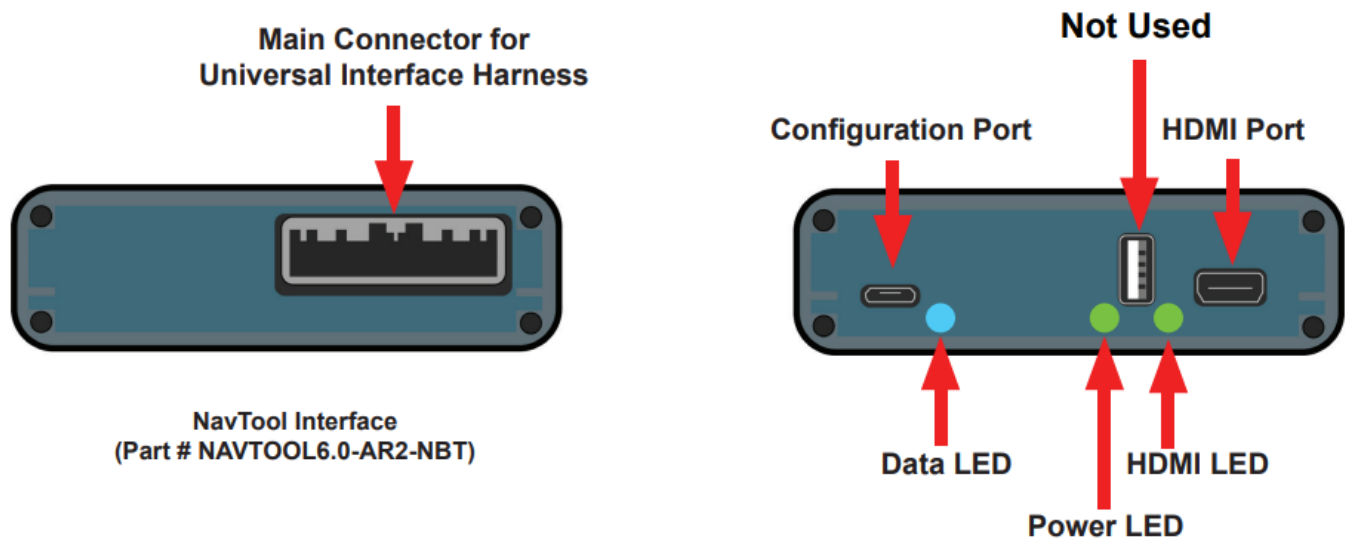 Main Connector for
Universal Interface Harness
NavTool Interface
(Part # NAVTOOL6.0-AR2-NBT)
Not Used
Configuration Port
HDMI Port
Data LED
HDMI LED
Power LED